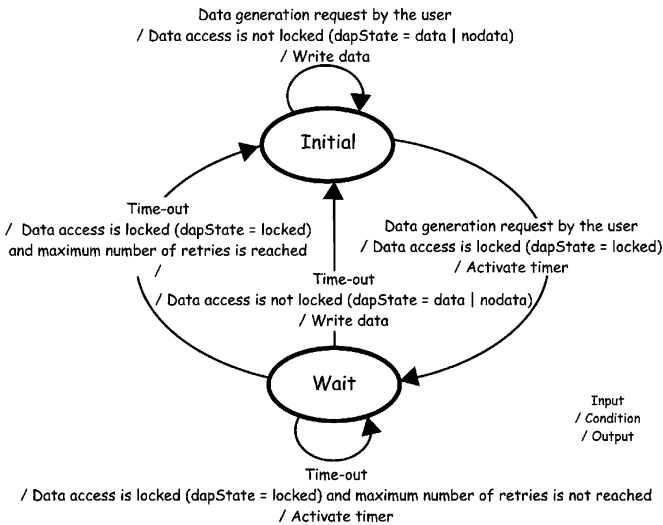 Data generation request by the user
/ Data access is not locked (dapState = data | nodata)
/ Write data
Initial
Time-out
/ Data access is locked (dapState = locked)
and maximum number of retries is reached
/
Data generation request by the user
/ Data access is locked (dapState = locked)
/ Activate timer
Time-out
/ Data access is not locked (dapState = data | nodata)
/ Write data
Wait
Input
/ Condition
/ Output
Time-out
/ Data access is locked (dapState = locked) and maximum number of retries is not reached
/ Activate timer